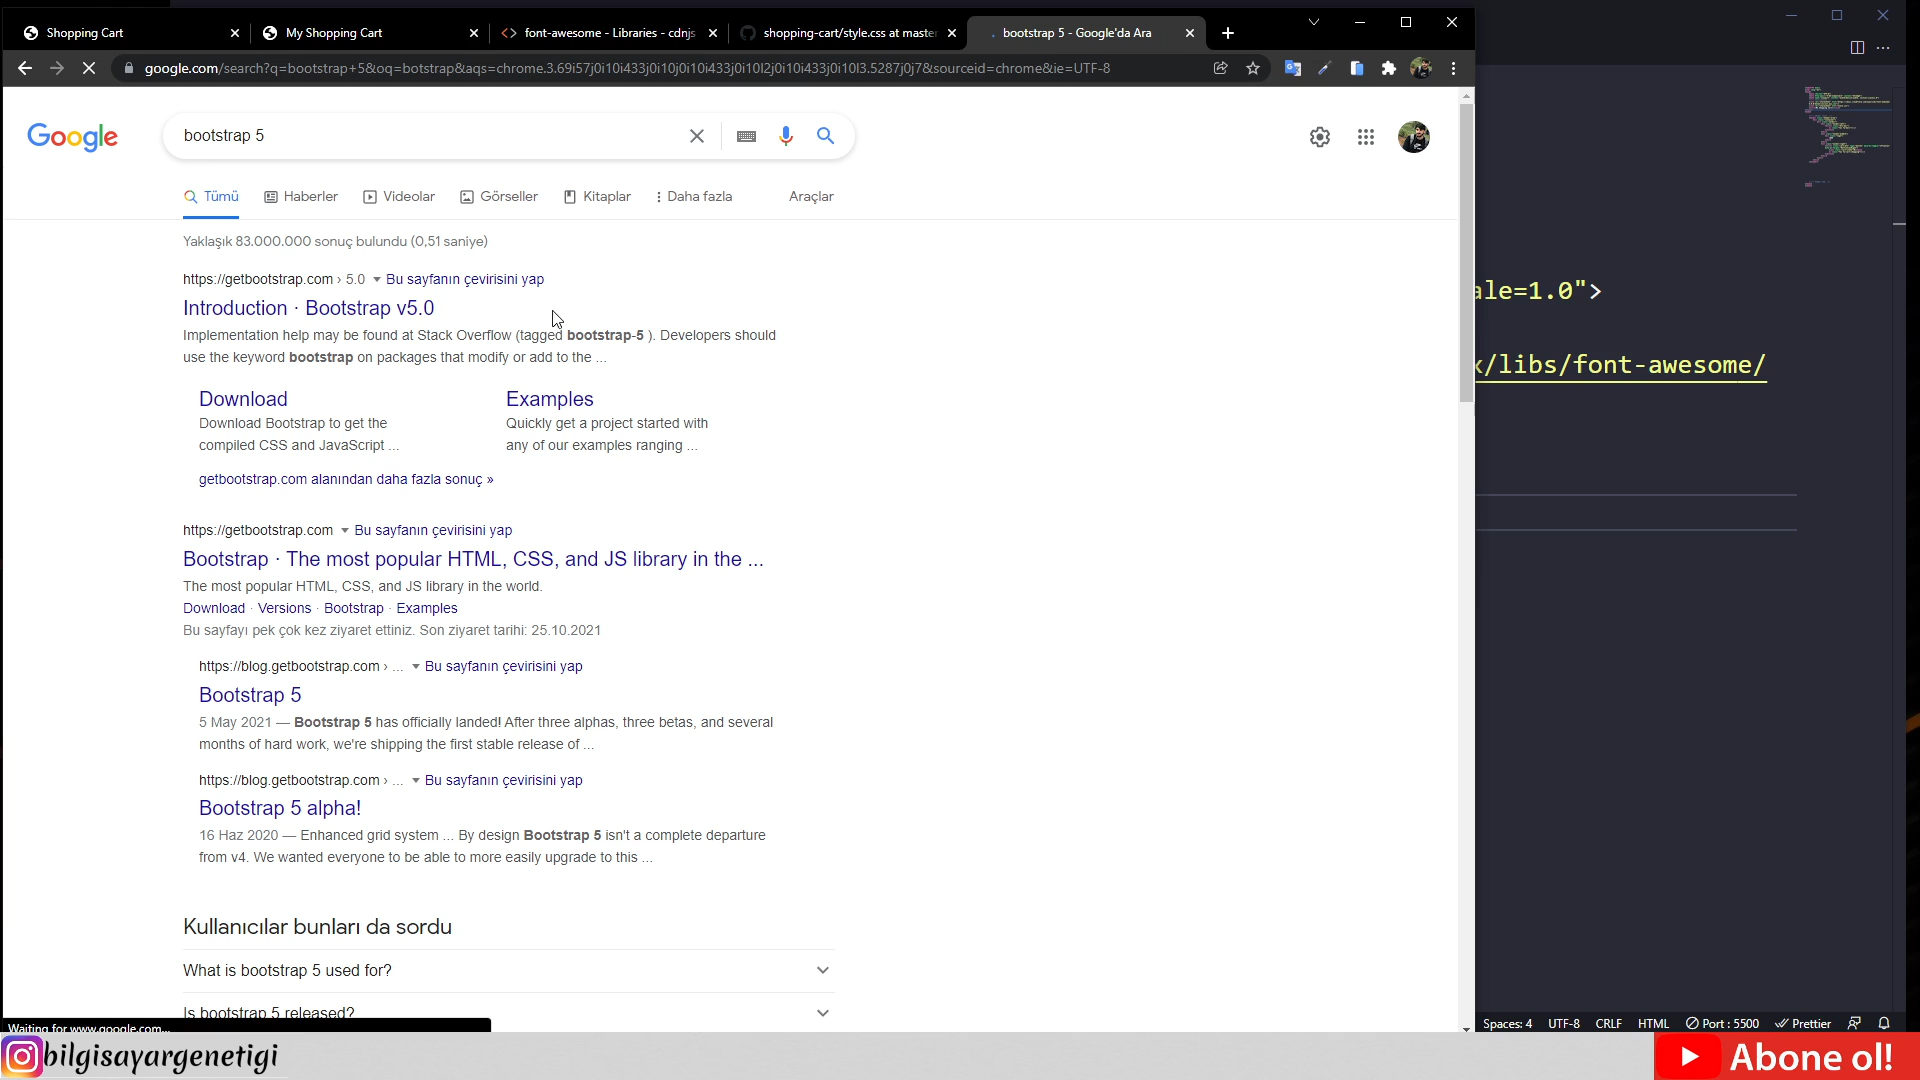 Shopping Cart
My Shopping Cart
font-awesome - Libraries - cdnjs
shopping-cart/style.css at master
bootstrap 5 - Google'da Ara
google.com/search?q=bootstrap+5&oq=botstrap&aqs=chrome.3.69i57j0i10i433j0i10j0i10i433j0i10l2j0i10i433j0i10l3.5287j0j7&sourceid=chrome&ie=UTF-8
Google
bootstrap 5
Tümü
Haberler
Videolar
Görseller
Kitaplar
Daha fazla
Araçlar
Yaklaşık 83.000.000 sonuç bulundu (0,51 saniye)
https://getbootstrap.com › 5.0 Bu sayfanın çevirisini yap
Introduction · Bootstrap v5.0
Implementation help may be found at Stack Overflow (tagged bootstrap-5 ). Developers should
use the keyword bootstrap on packages that modify or add to the ...
Download
Download Bootstrap to get the
compiled CSS and JavaScript ...
Examples
Quickly get a project started with
any of our examples ranging ...
getbootstrap.com alanından daha fazla sonuç »
https://getbootstrap.com Bu sayfanın çevirisini yap
Bootstrap · The most popular HTML, CSS, and JS library in the ...
The most popular HTML, CSS, and JS library in the world.
Download · Versions · Bootstrap · Examples
Bu sayfayı pek çok kez ziyaret ettiniz. Son ziyaret tarihi: 25.10.2021
https://blog.getbootstrap.com › ... Bu sayfanın çevirisini yap
Bootstrap 5
5 May 2021 — Bootstrap 5 has officially landed! After three alphas, three betas, and several
months of hard work, we're shipping the first stable release of ...
https://blog.getbootstrap.com › ... Bu sayfanın çevirisini yap
Bootstrap 5 alpha!
16 Haz 2020 — Enhanced grid system ... By design Bootstrap 5 isn't a complete departure
from v4. We wanted everyone to be able to more easily upgrade to this ...
Kullanıcılar bunları da sordu
What is bootstrap 5 used for?
Is bootstrap 5 released?
Waiting for www.google.com...
ale=1.0">
x/libs/font-awesome/
Spaces: 4
UTF-8
CRLF
HTML
Port : 5500
Prettier
bilgisayargenetigi
Abone ol!